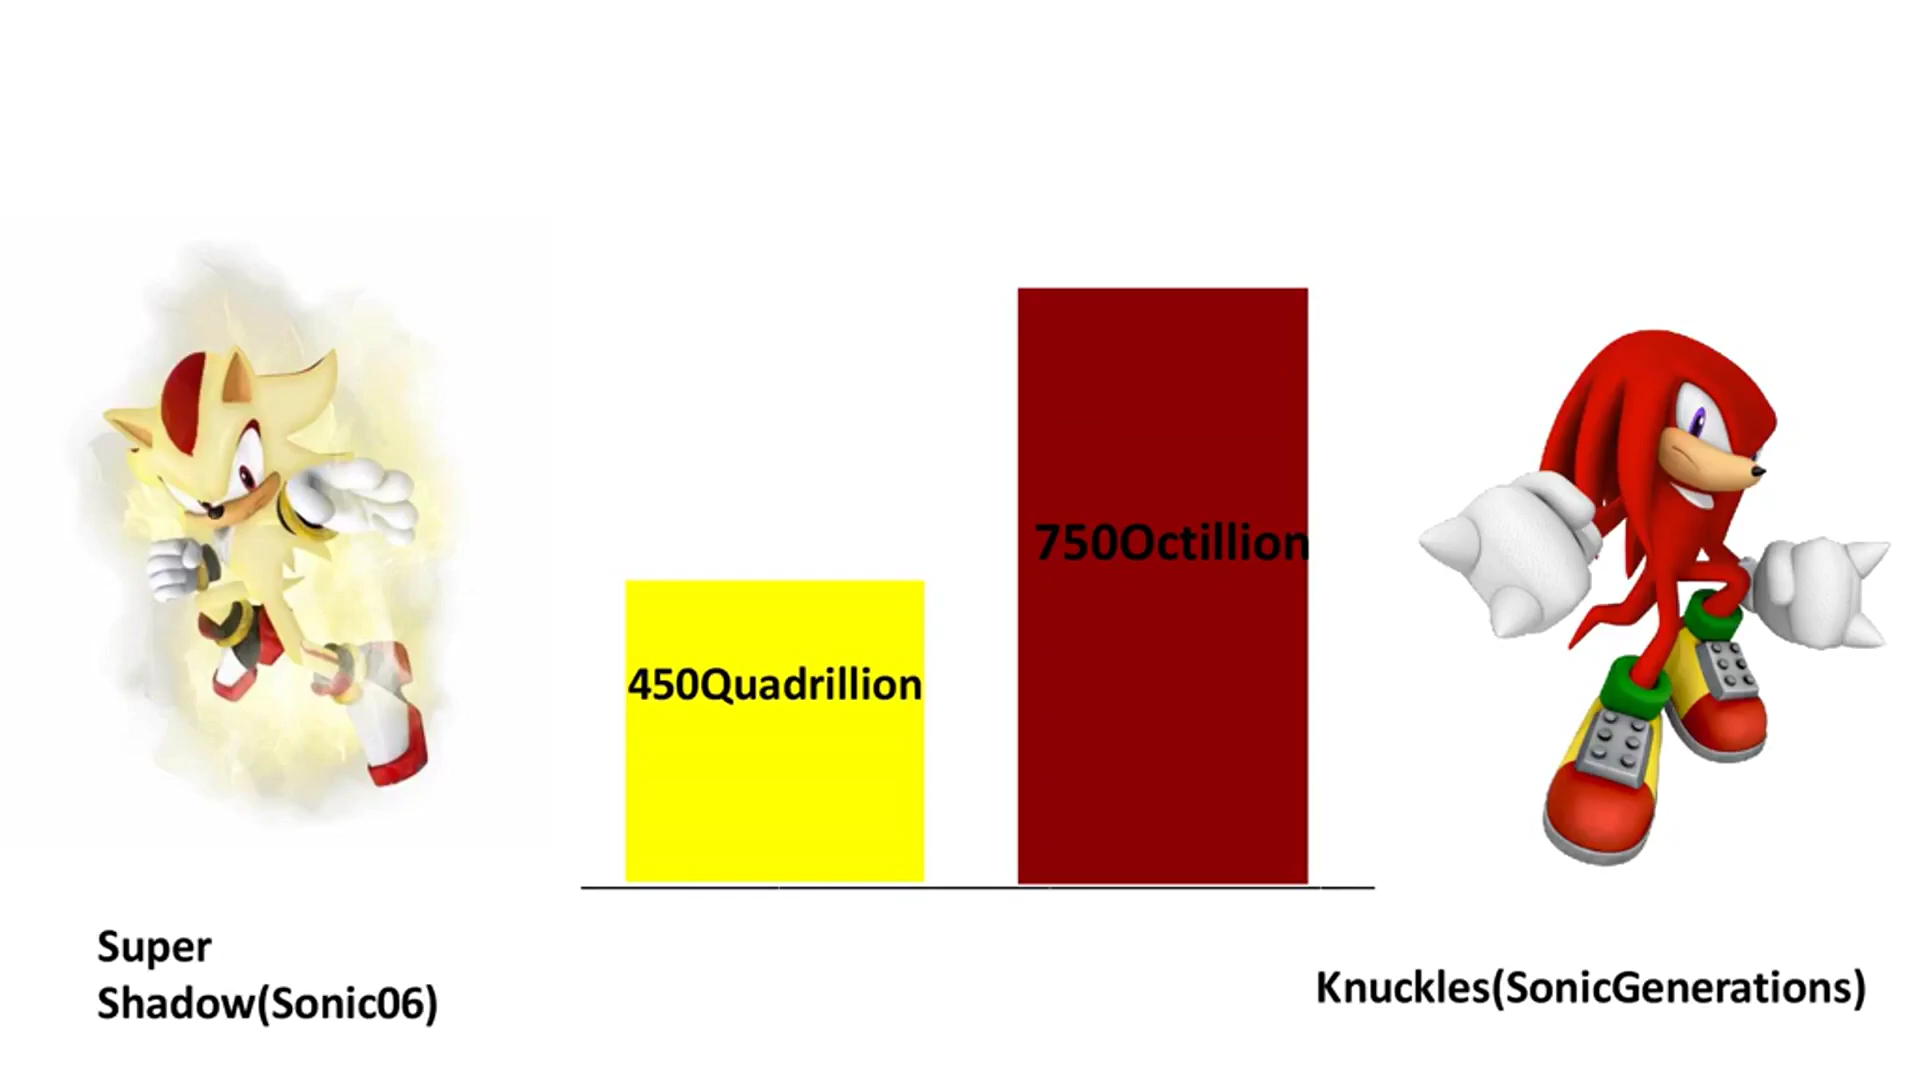 750Octillion
450Quadrillion
Super
Shadow(Sonic06)
Knuckles(SonicGenerations)